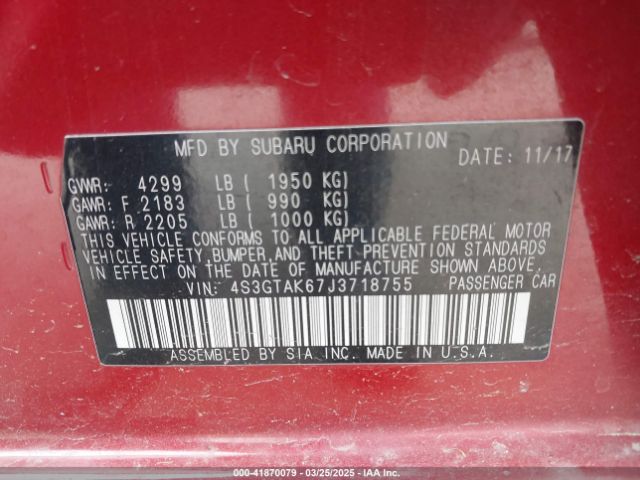 MFD BY SUBARU CORPORATION
DATE: 11/17
GVWR: 4299 LB ( 1950 KG)
GAWR: F 2183 LB ( 990 KG)
GAWR: R 2205 LB ( 1000 KG)
THIS VEHICLE CONFORMS TO ALL APPLICABLE FEDERAL MOTOR
VEHICLE SAFETY, BUMPER, AND THEFT PREVENTION STANDARDS
IN EFFECT ON THE DATE OF MANUFACTURE SHOWN ABOVE.
VIN: 4S3GTAK67J3718755 PASSENGER CAR
ASSEMBLED BY SIA INC. MADE IN U.S.A.
000-41870079 — 03/25/2025 — IAA Inc.